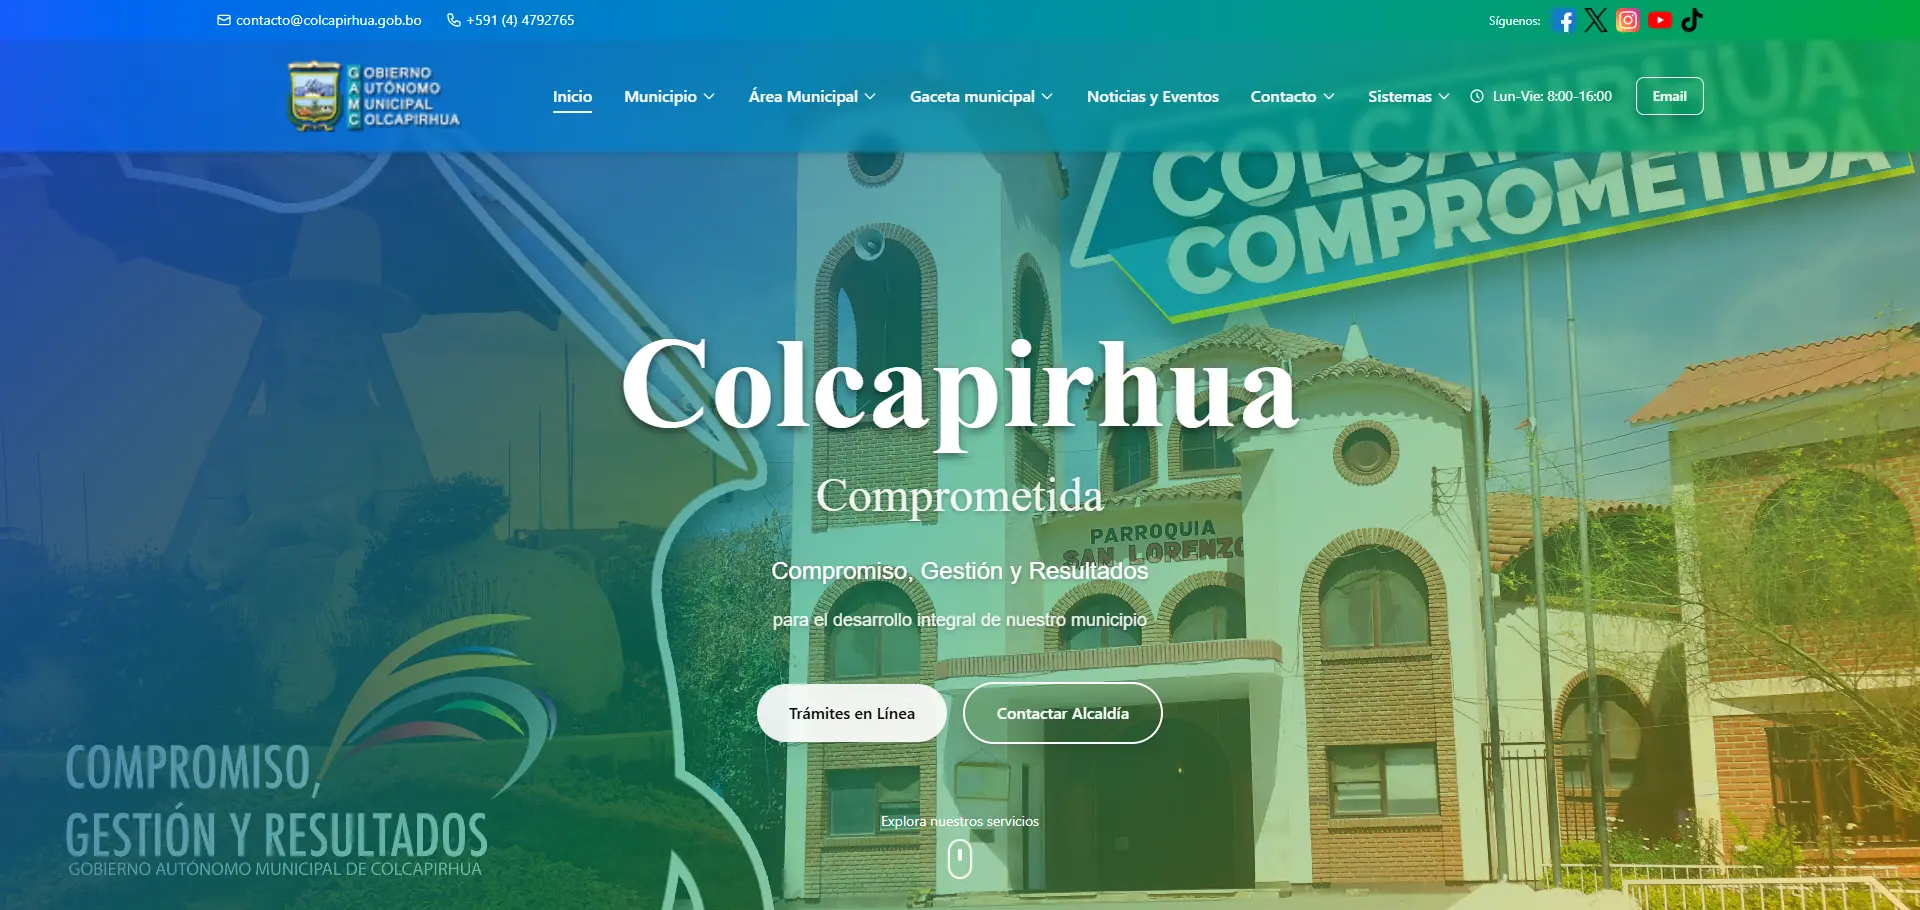 contacto@colcapirhua.gob.bo
+591 (4) 4792765
Síguenos:
GOBIERNO
AUTÓNOMO
MUNICIPAL
COLCAPIRHUA
Inicio
Municipio
Área Municipal
Gaceta municipal
Noticias y Eventos
Contacto
Sistemas
Lun-Vie: 8:00-16:00
Email
COLCAPIRHUA
COMPROMETIDA
Colcapirhua
Comprometida
PARROQUIA
SAN LORENZO
Compromiso, Gestión y Resultados
para el desarrollo integral de nuestro municipio
Trámites en Línea
Contactar Alcaldía
COMPROMISO,
GESTIÓN Y RESULTADOS
GOBIERNO AUTÓNOMO MUNICIPAL DE COLCAPIRHUA
Explora nuestros servicios